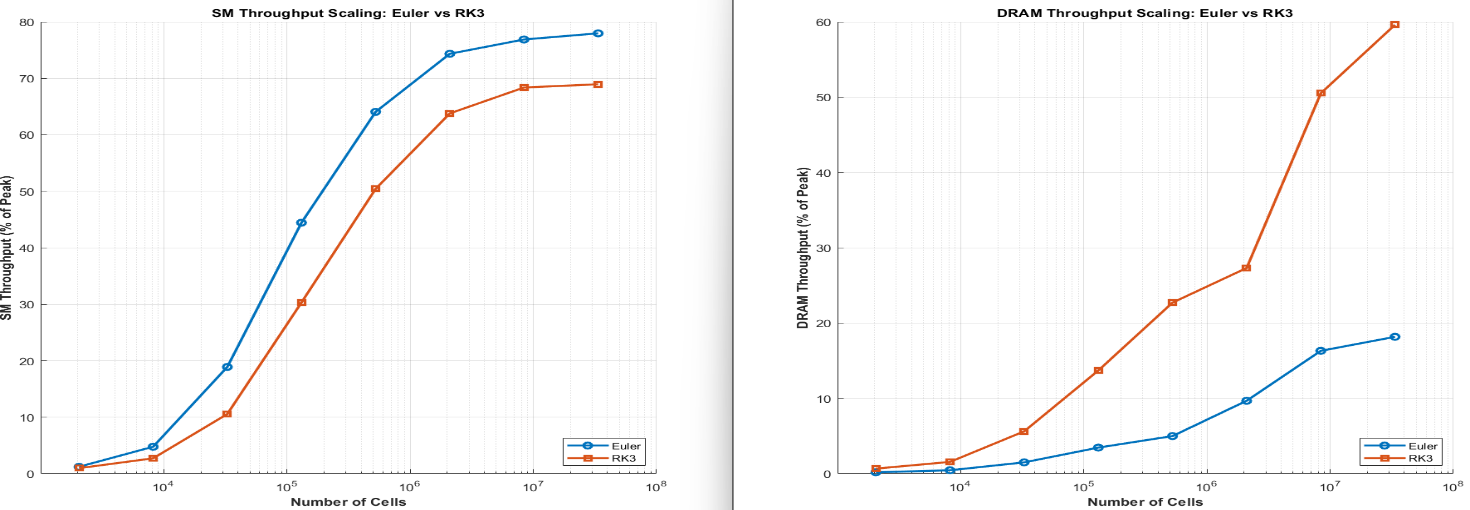 SM Throughput Scaling: Euler vs RK3
80
70
60
50
40
30
20
10
0
SM Throughput (% of Peak)
10^4
10^5
10^6
10^7
10^8
Number of Cells
Euler
RK3
DRAM Throughput Scaling: Euler vs RK3
60
50
40
30
20
10
0
DRAM Throughput (% of Peak)
10^4
10^5
10^6
10^7
10^8
Number of Cells
Euler
RK3